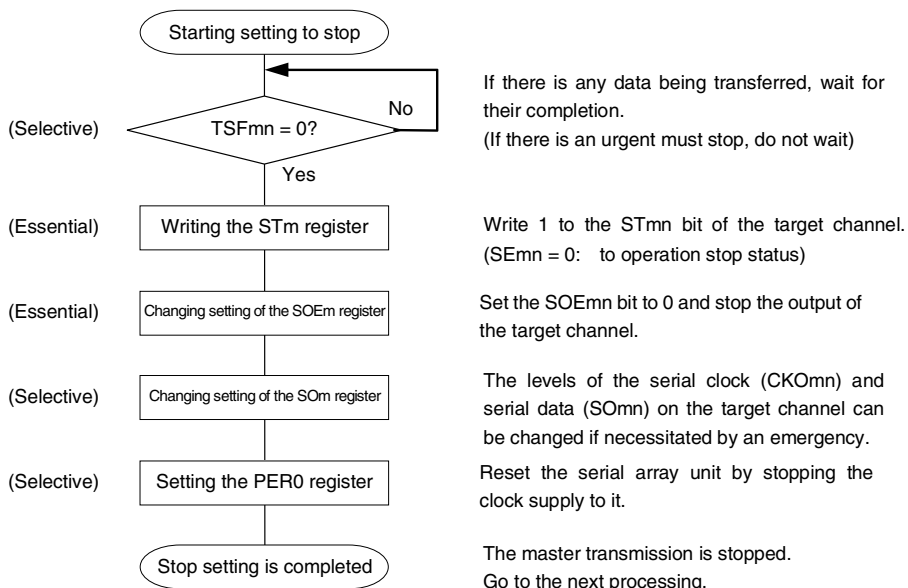 Starting setting to stop
No
If there is any data being transferred, wait for
their completion.
(If there is an urgent must stop, do not wait)
(Selective)
TSFmn = 0?
Yes
(Essential)
Writing the STm register
Write 1 to the STmn bit of the target channel.
(SEmn = 0: to operation stop status)
(Essential)
Changing setting of the SOEm register
Set the SOEmn bit to 0 and stop the output of
the target channel.
(Selective)
Changing setting of the SOm register
The levels of the serial clock (CKOmn) and
serial data (SOmn) on the target channel can
be changed if necessitated by an emergency.
(Selective)
Setting the PER0 register
Reset the serial array unit by stopping the
clock supply to it.
Stop setting is completed
The master transmission is stopped.
Go to the next processing.